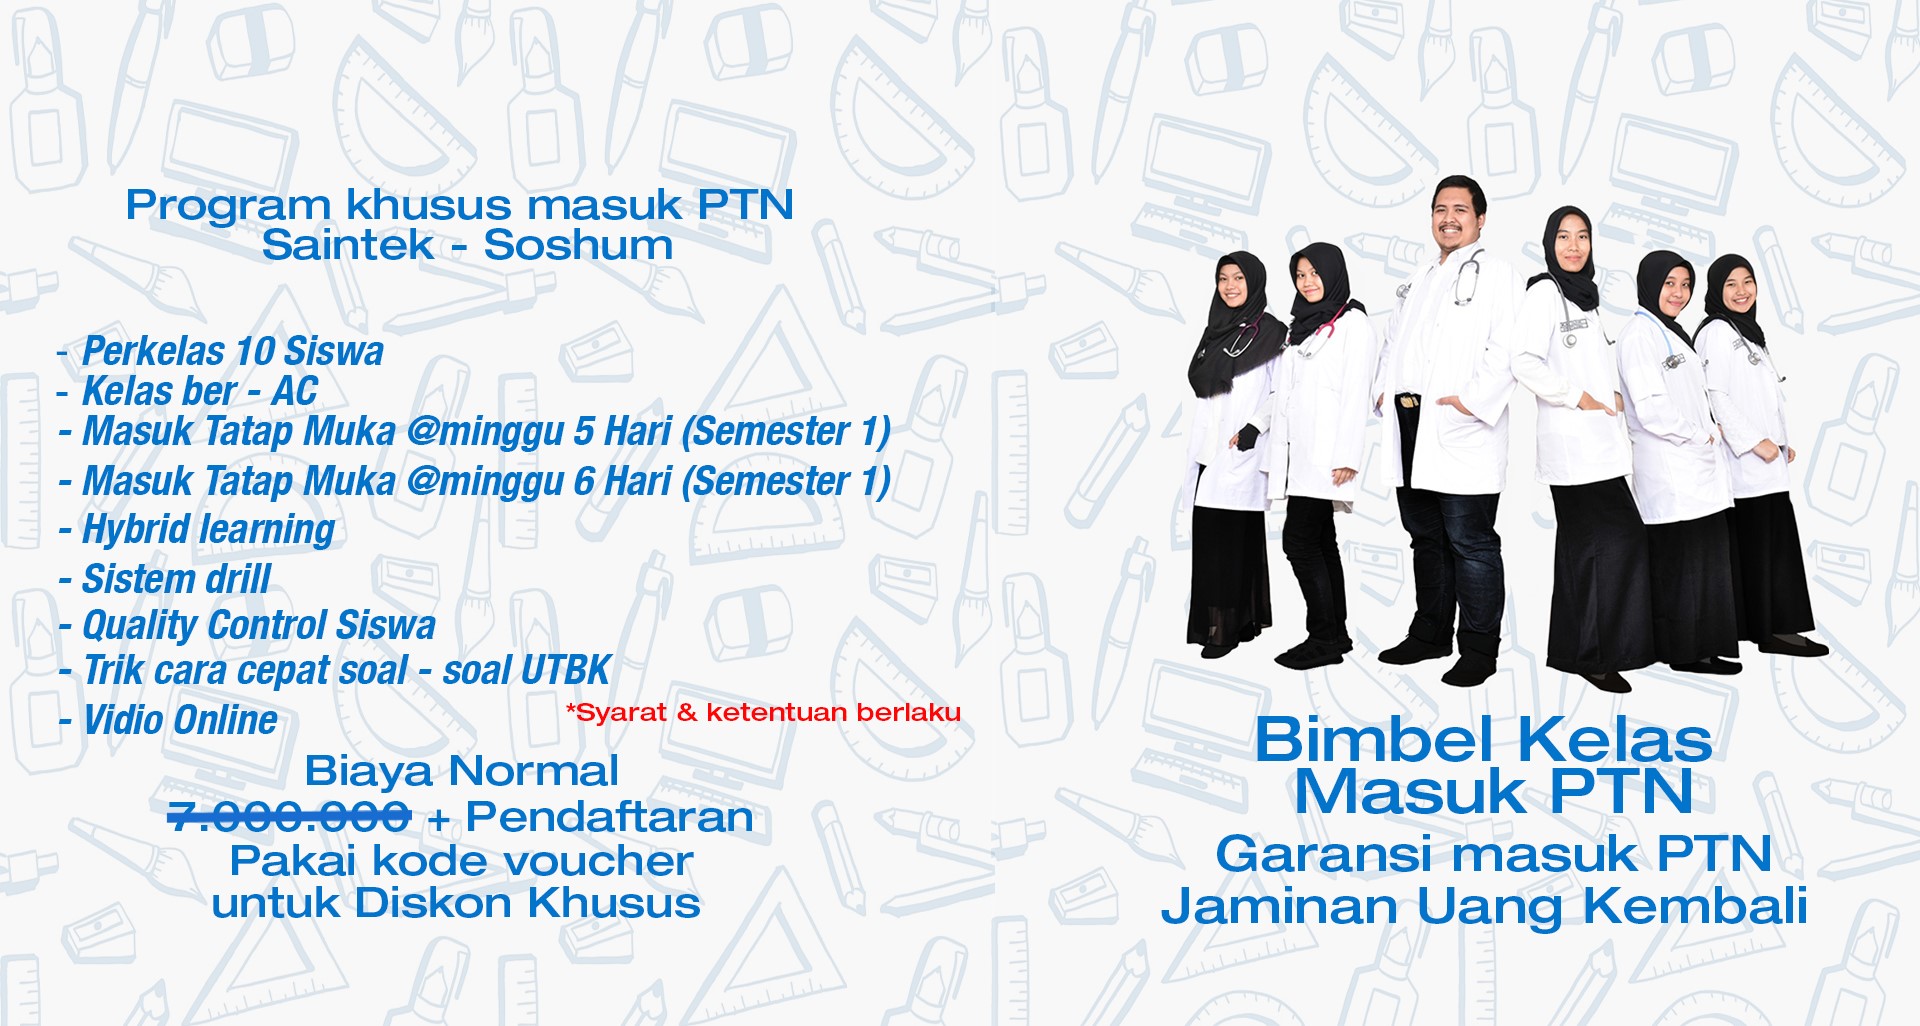 Program khusus masuk PTN
Saintek - Soshum
- Perkelas 10 Siswa
- Kelas ber - AC
- Masuk Tatap Muka @minggu 5 Hari (Semester 1)
- Masuk Tatap Muka @minggu 6 Hari (Semester 1)
- Hybrid learning
- Sistem drill
- Quality Control Siswa
- Trik cara cepat soal - soal UTBK
- Vidio Online
*Syarat & ketentuan berlaku
Biaya Normal
7.000.000 + Pendaftaran
Pakai kode voucher
untuk Diskon Khusus
Bimbel Kelas
Masuk PTN
Garansi masuk PTN
Jaminan Uang Kembali